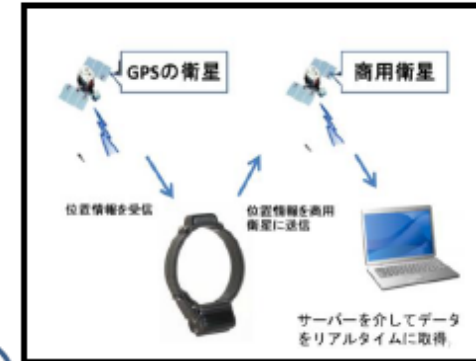 GPSの衛星
商用衛星
位置情報を受信
位置情報を商用
衛星に送信
サーバーを介してデータ
をリアルタイムに取得